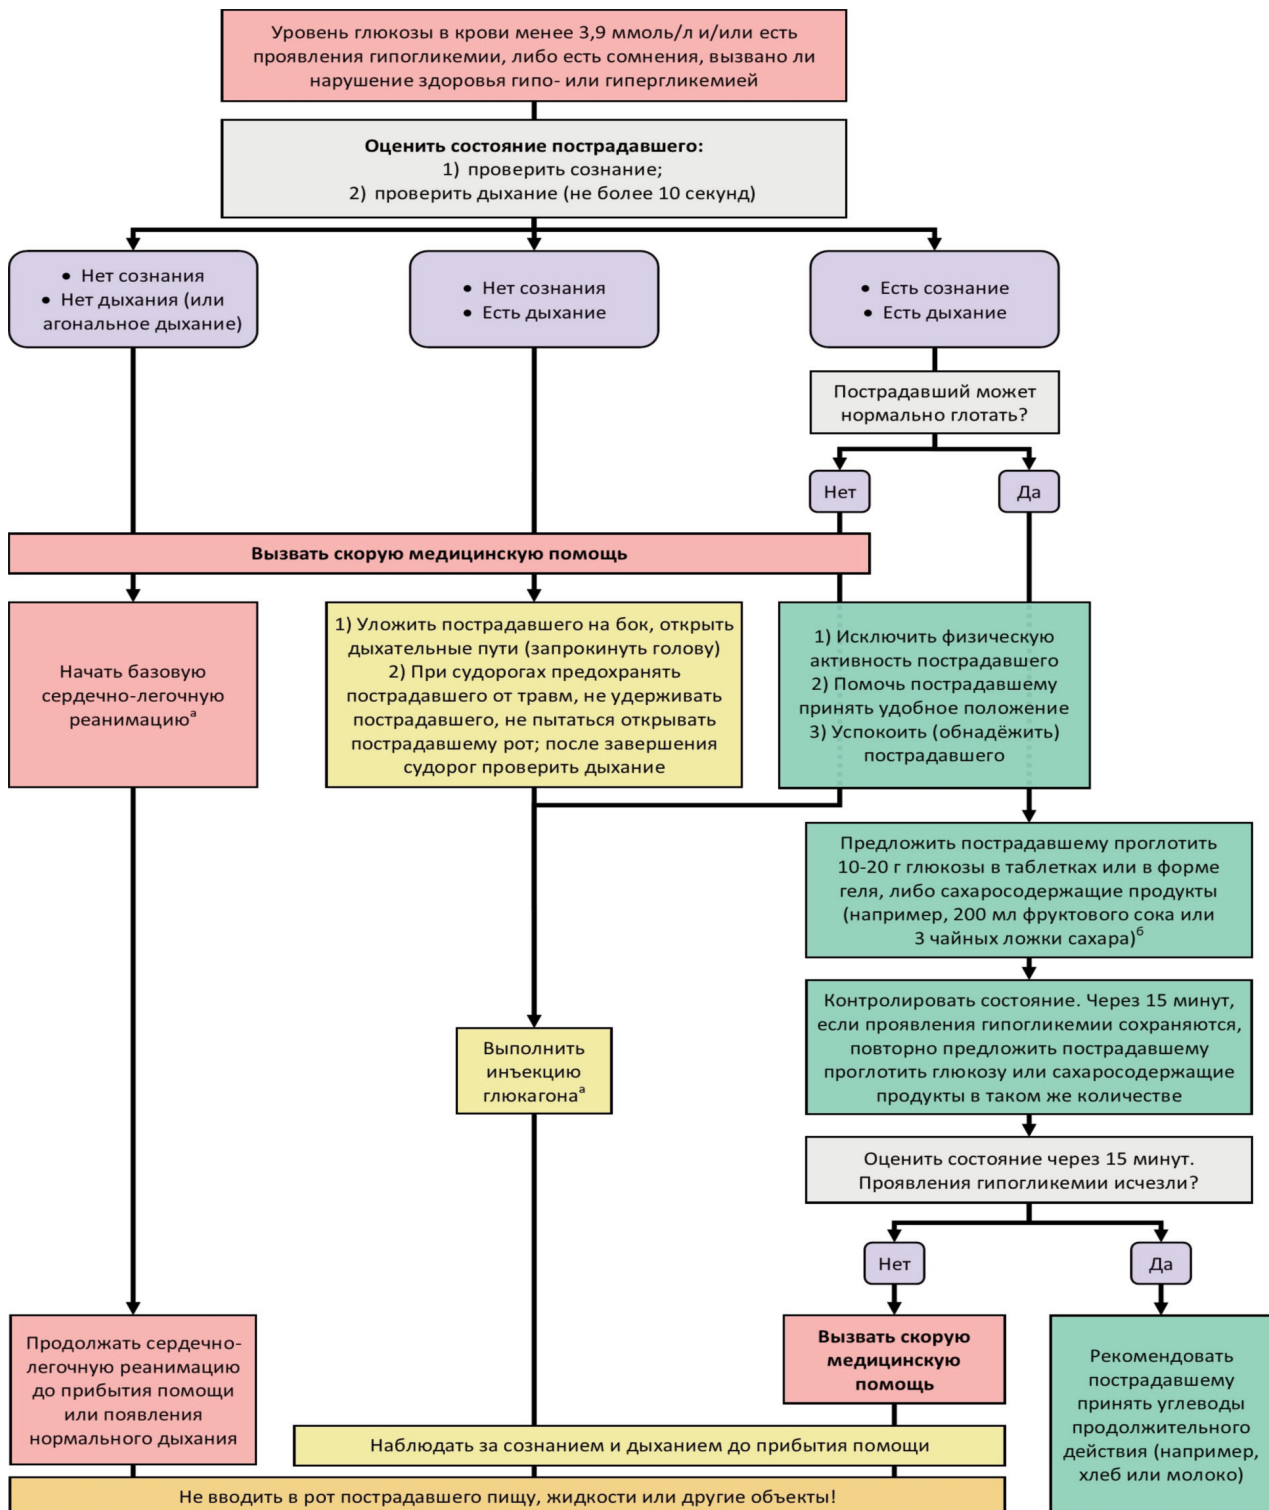 Уровень глюкозы в крови менее 3,9 ммоль/л и/или есть
проявления гипогликемии, либо есть сомнения, вызвано ли
нарушение здоровья гипо- или гипергликемией
Оценить состояние пострадавшего:
1) проверить сознание;
2) проверить дыхание (не более 10 секунд)
• Нет сознания
• Нет дыхания (или
агональное дыхание)
• Нет сознания
• Есть дыхание
• Есть сознание
• Есть дыхание
Пострадавший может
нормально глотать?
Нет
Да
Вызвать скорую медицинскую помощь
Начать базовую
сердечно-легочную
реанимациюᵃ
1) Уложить пострадавшего на бок, открыть
дыхательные пути (запрокинуть голову)
2) При судорогах предохранять
пострадавшего от травм, не удерживать
пострадавшего, не пытаться открывать
пострадавшему рот; после завершения
судорог проверить дыхание
1) Исключить физическую
активность пострадавшего
2) Помочь пострадавшему
принять удобное положение
3) Успокоить (обнадёжить)
пострадавшего
Предложить пострадавшему проглотить
10-20 г глюкозы в таблетках или в форме
геля, либо сахаросодержащие продукты
(например, 200 мл фруктового сока или
3 чайных ложки сахара)б
Контролировать состояние. Через 15 минут,
если проявления гипогликемии сохраняются,
повторно предложить пострадавшему
проглотить глюкозу или сахаросодержащие
продукты в таком же количестве
Выполнить
инъекцию
глюкагонаᵃ
Оценить состояние через 15 минут.
Проявления гипогликемии исчезли?
Нет
Да
Продолжать сердечно-
легочную реанимацию
до прибытия помощи
или появления
нормального дыхания
Вызвать скорую
медицинскую
помощь
Рекомендовать
пострадавшему
принять углеводы
продолжительного
действия (например,
хлеб или молоко)
Наблюдать за сознанием и дыханием до прибытия помощи
Не вводить в рот пострадавшего пищу, жидкости или другие объекты!